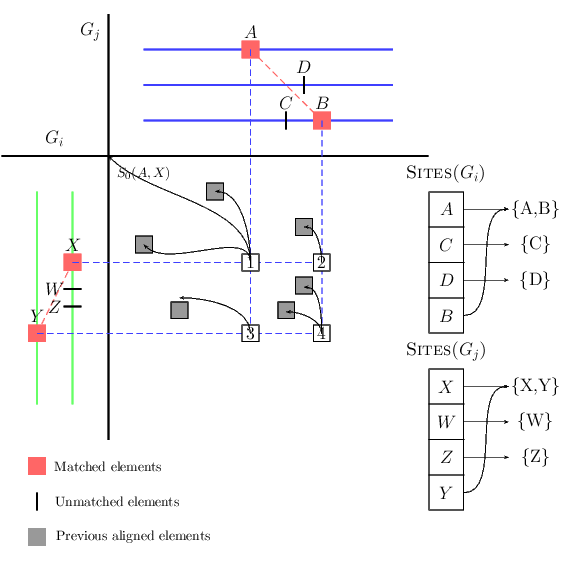 G_j
A
D
C B
G_i
S_0(A, X)
SITES(G_i)
A {A,B}
C {C}
D {D}
B
X
1 2
W
Z
Y
3 4
SITES(G_j)
X {X,Y}
W {W}
Z {Z}
Y
Matched elements
Unmatched elements
Previous aligned elements